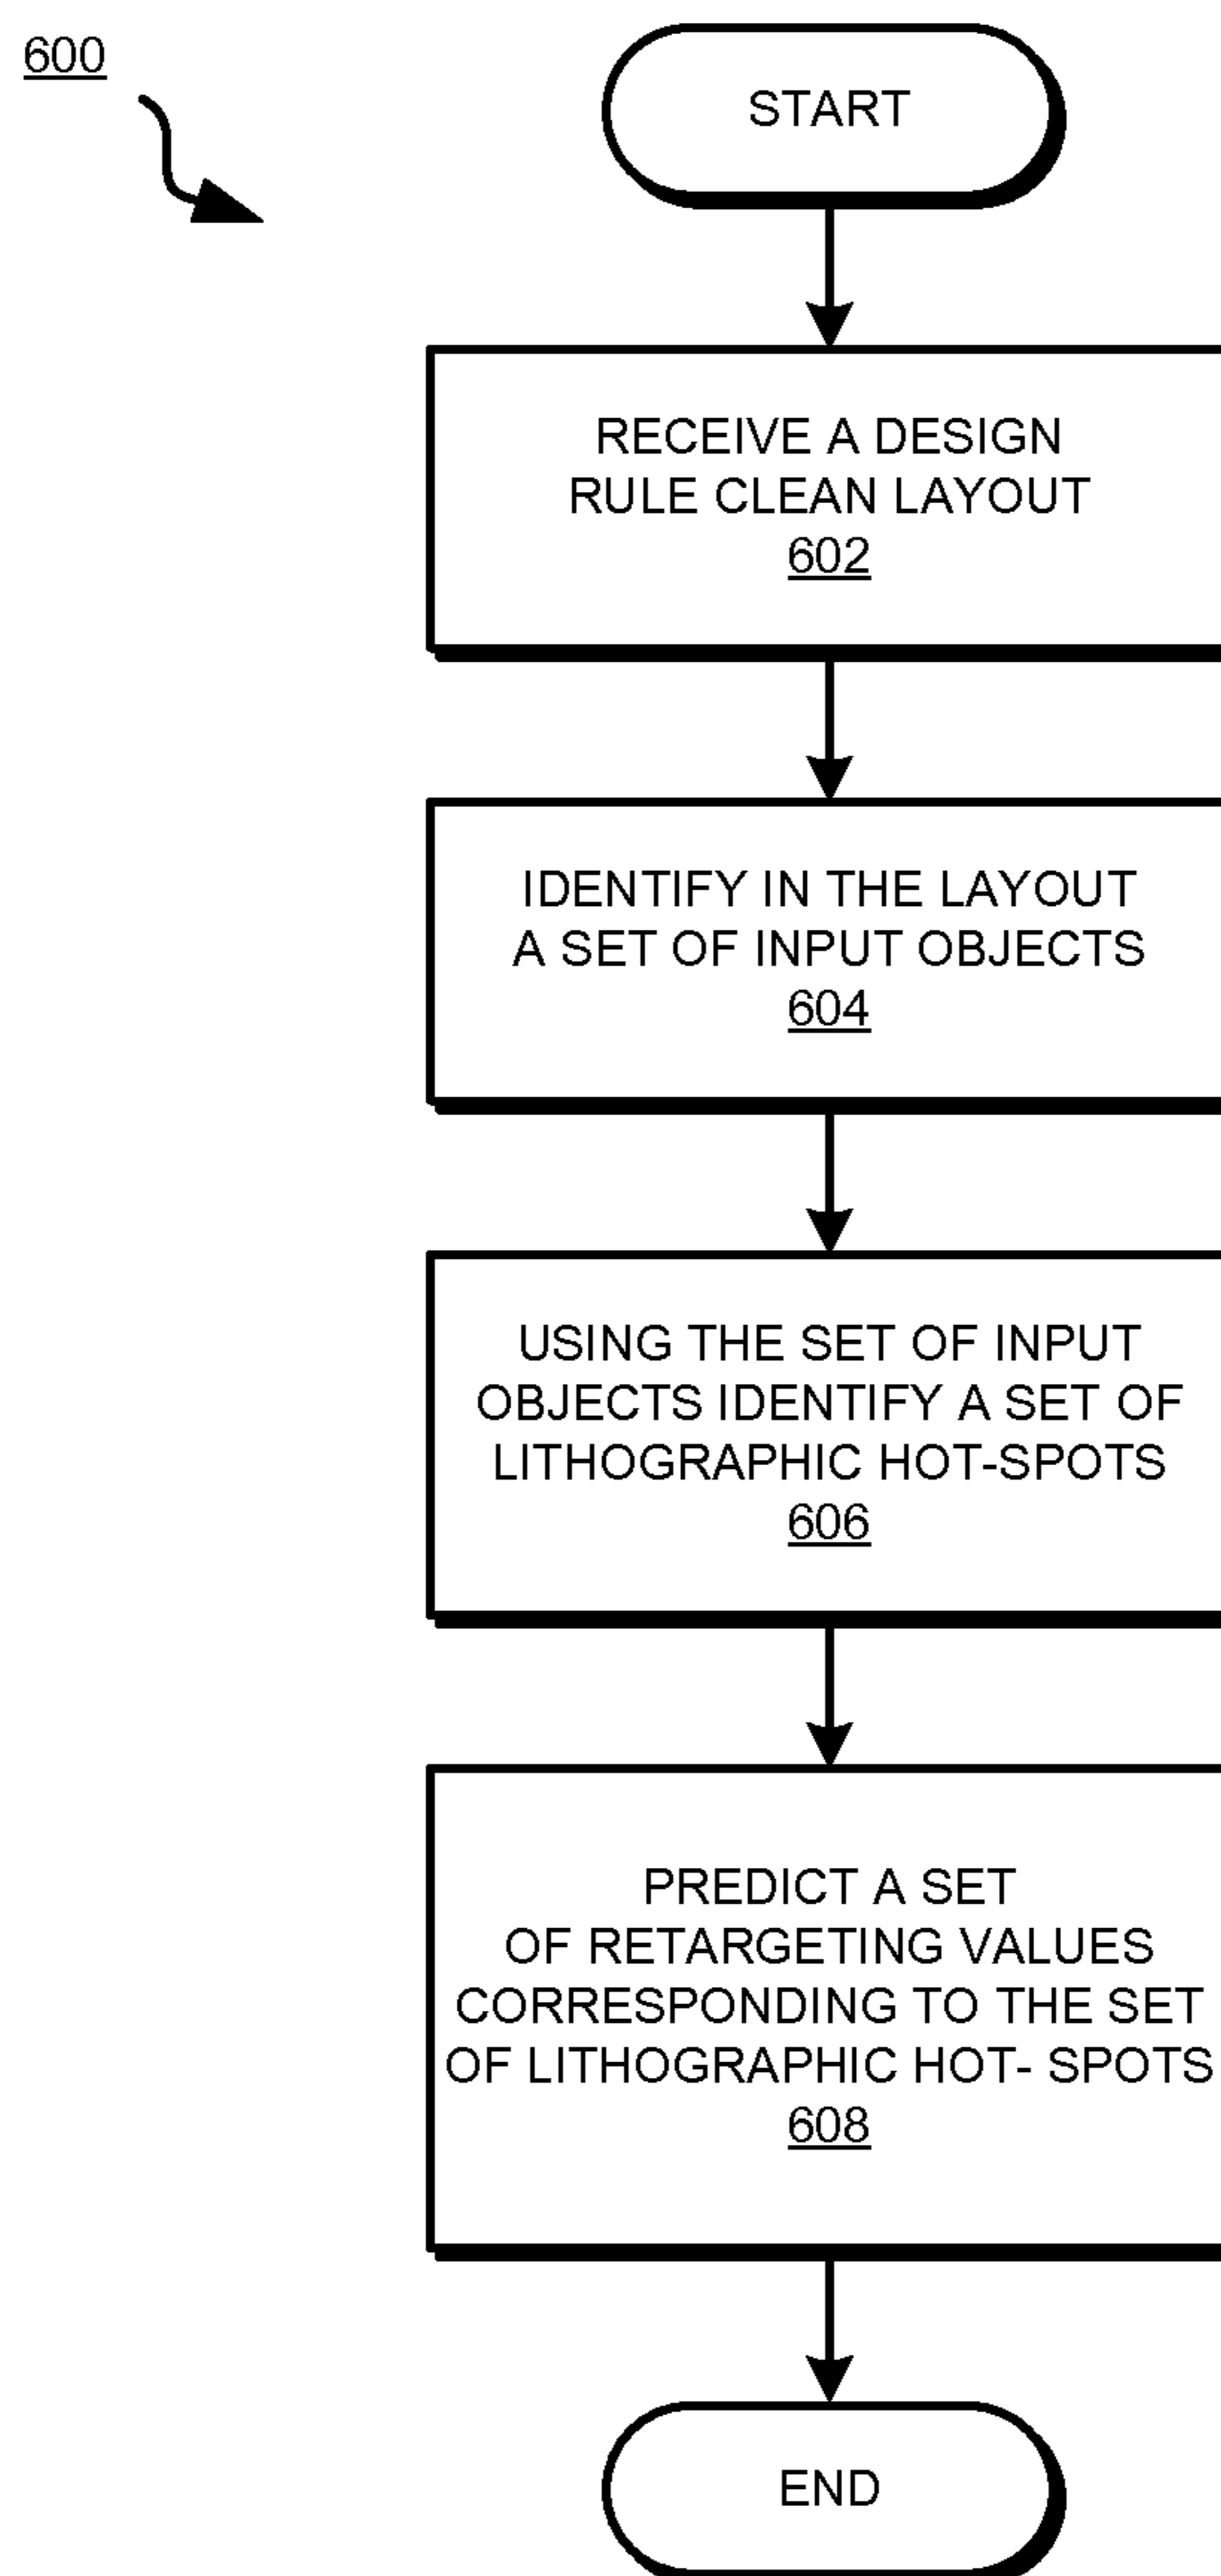 600
START
RECEIVE A DESIGN
RULE CLEAN LAYOUT
602
IDENTIFY IN THE LAYOUT
A SET OF INPUT OBJECTS
604
USING THE SET OF INPUT
OBJECTS IDENTIFY A SET OF
LITHOGRAPHIC HOT-SPOTS
606
PREDICT A SET
OF RETARGETING VALUES
CORRESPONDING TO THE SET
OF LITHOGRAPHIC HOT- SPOTS
608
END